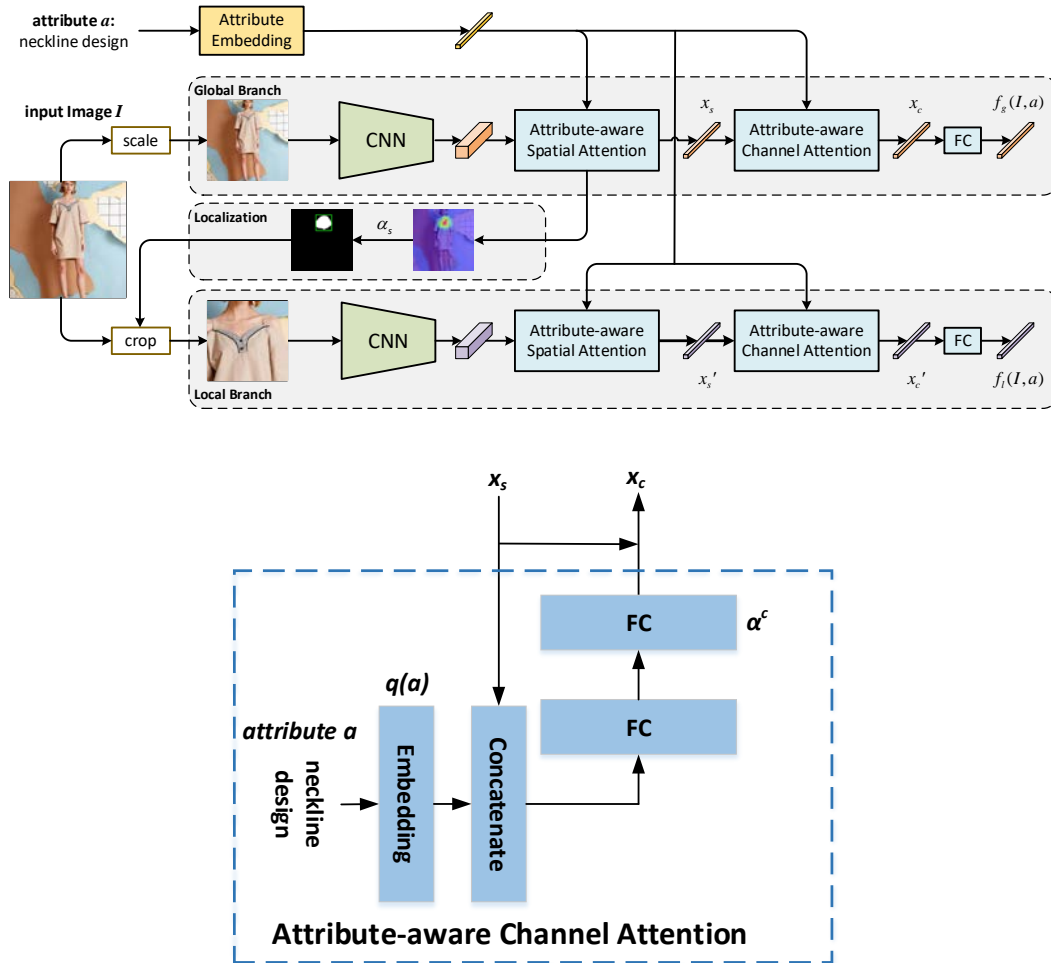 attribute a:
neckline design
Attribute
Embedding
Global Branch
input Image I
scale
CNN
Attribute-aware
Spatial Attention
x_s
Attribute-aware
Channel Attention
x_c
FC
f_g(I,a)
Localization
α_s
crop
CNN
Attribute-aware
Spatial Attention
x_s'
Attribute-aware
Channel Attention
x_c'
FC
f_l(I,a)
Local Branch
x_s
x_c
FC
α^c
q(a)
FC
attribute a
neckline
design
Embedding
Concatenate
Attribute-aware Channel Attention